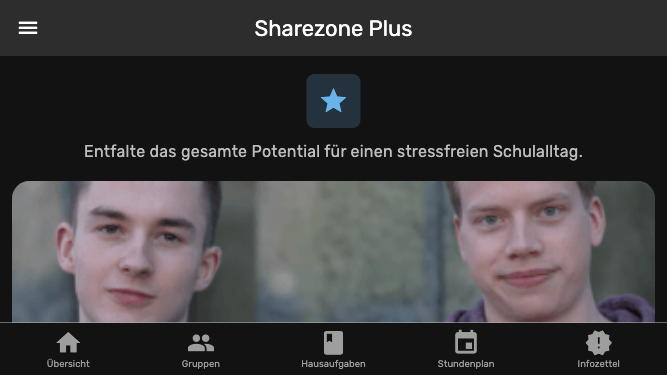 Sharezone Plus
Entfalte das gesamte Potential für einen stressfreien Schulalltag.
Übersicht
Gruppen
Hausaufgaben
Stundenplan
Infozettel